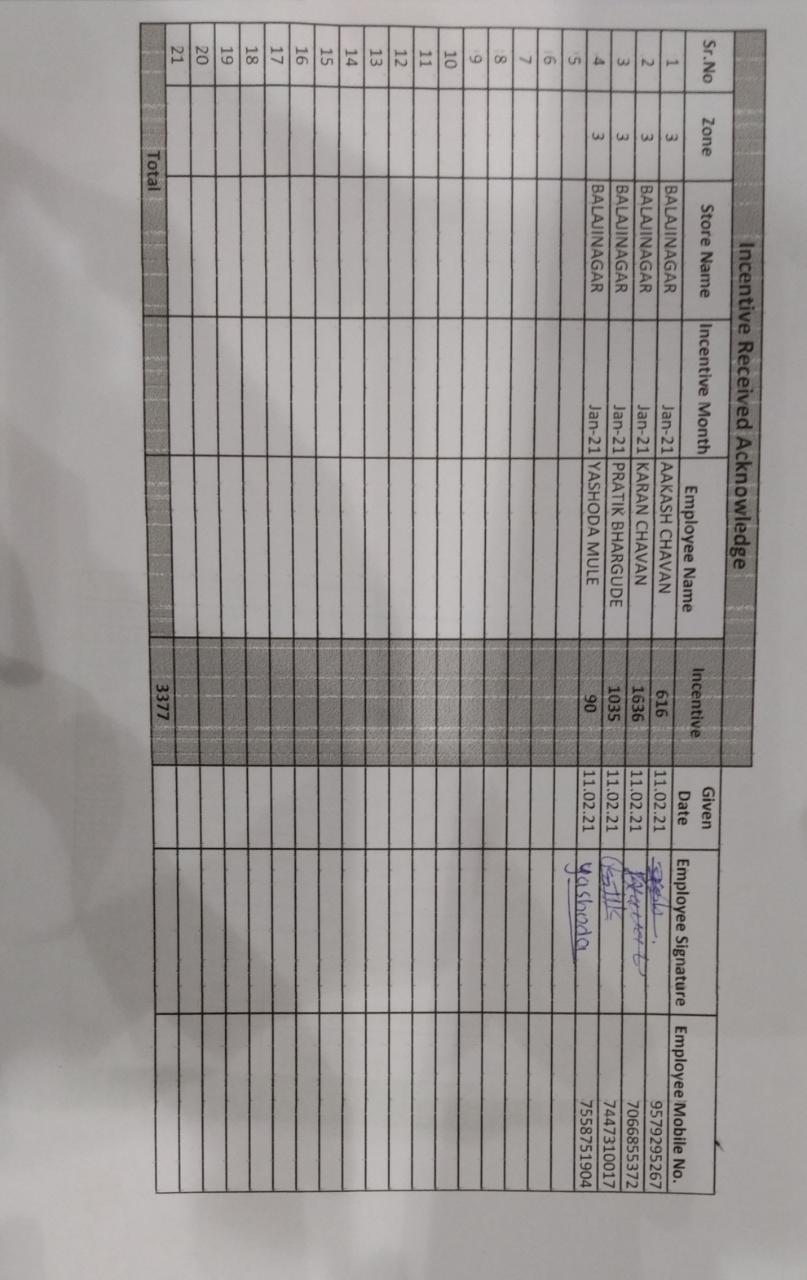 Incentive Received Acknowledge
Sr.No Zone Store Name Incentive Month Employee Name Incentive Given Date Employee Signature Employee Mobile No.
1 3 BALAJINAGAR Jan-21 AAKASH CHAVAN 616 11.02.21 9579295267
2 3 BALAJINAGAR Jan-21 KARAN CHAVAN 1636 11.02.21 7066855372
3 3 BALAJINAGAR Jan-21 PRATIK BHARGUDE 1035 11.02.21 7447310017
4 3 BALAJINAGAR Jan-21 YASHODA MULE 90 11.02.21 yashoda 7558751904
5
6
7
8
9
10
11
12
13
14
15
16
17
18
19
20
21
Total 3377